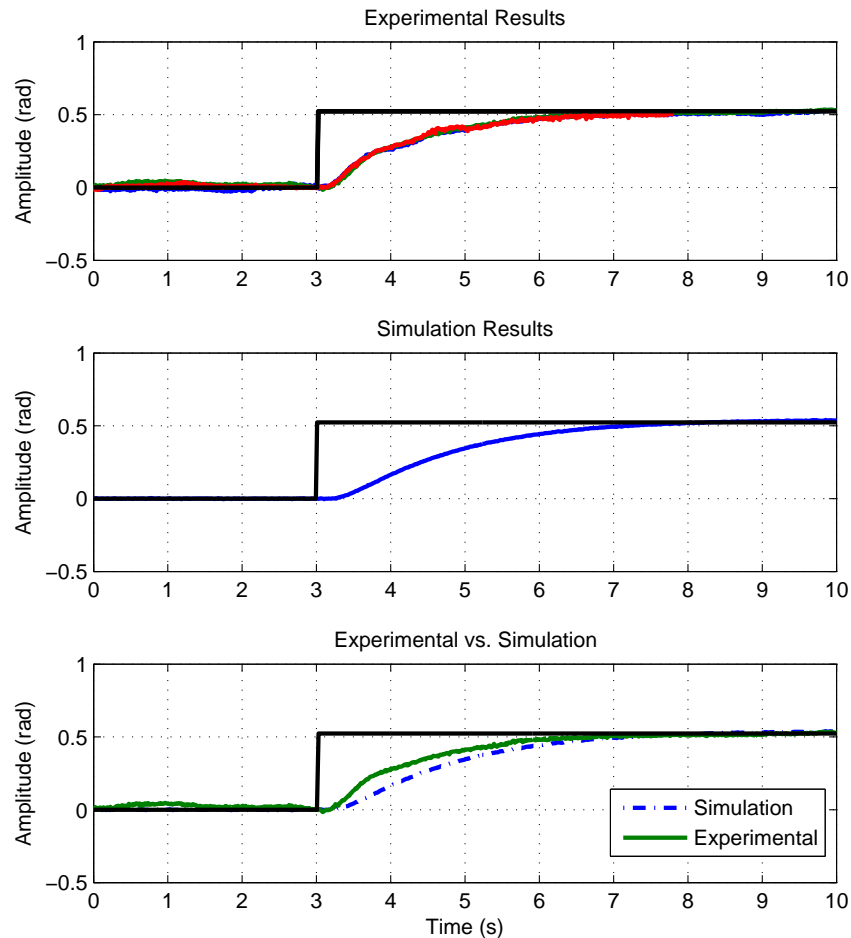 Experimental Results
1
0.5
0
−0.5
Amplitude (rad)
0 1 2 3 4 5 6 7 8 9 10
Simulation Results
1
0.5
0
−0.5
Amplitude (rad)
0 1 2 3 4 5 6 7 8 9 10
Experimental vs. Simulation
1
0.5
0
−0.5
Amplitude (rad)
Simulation
Experimental
0 1 2 3 4 5 6 7 8 9 10
Time (s)